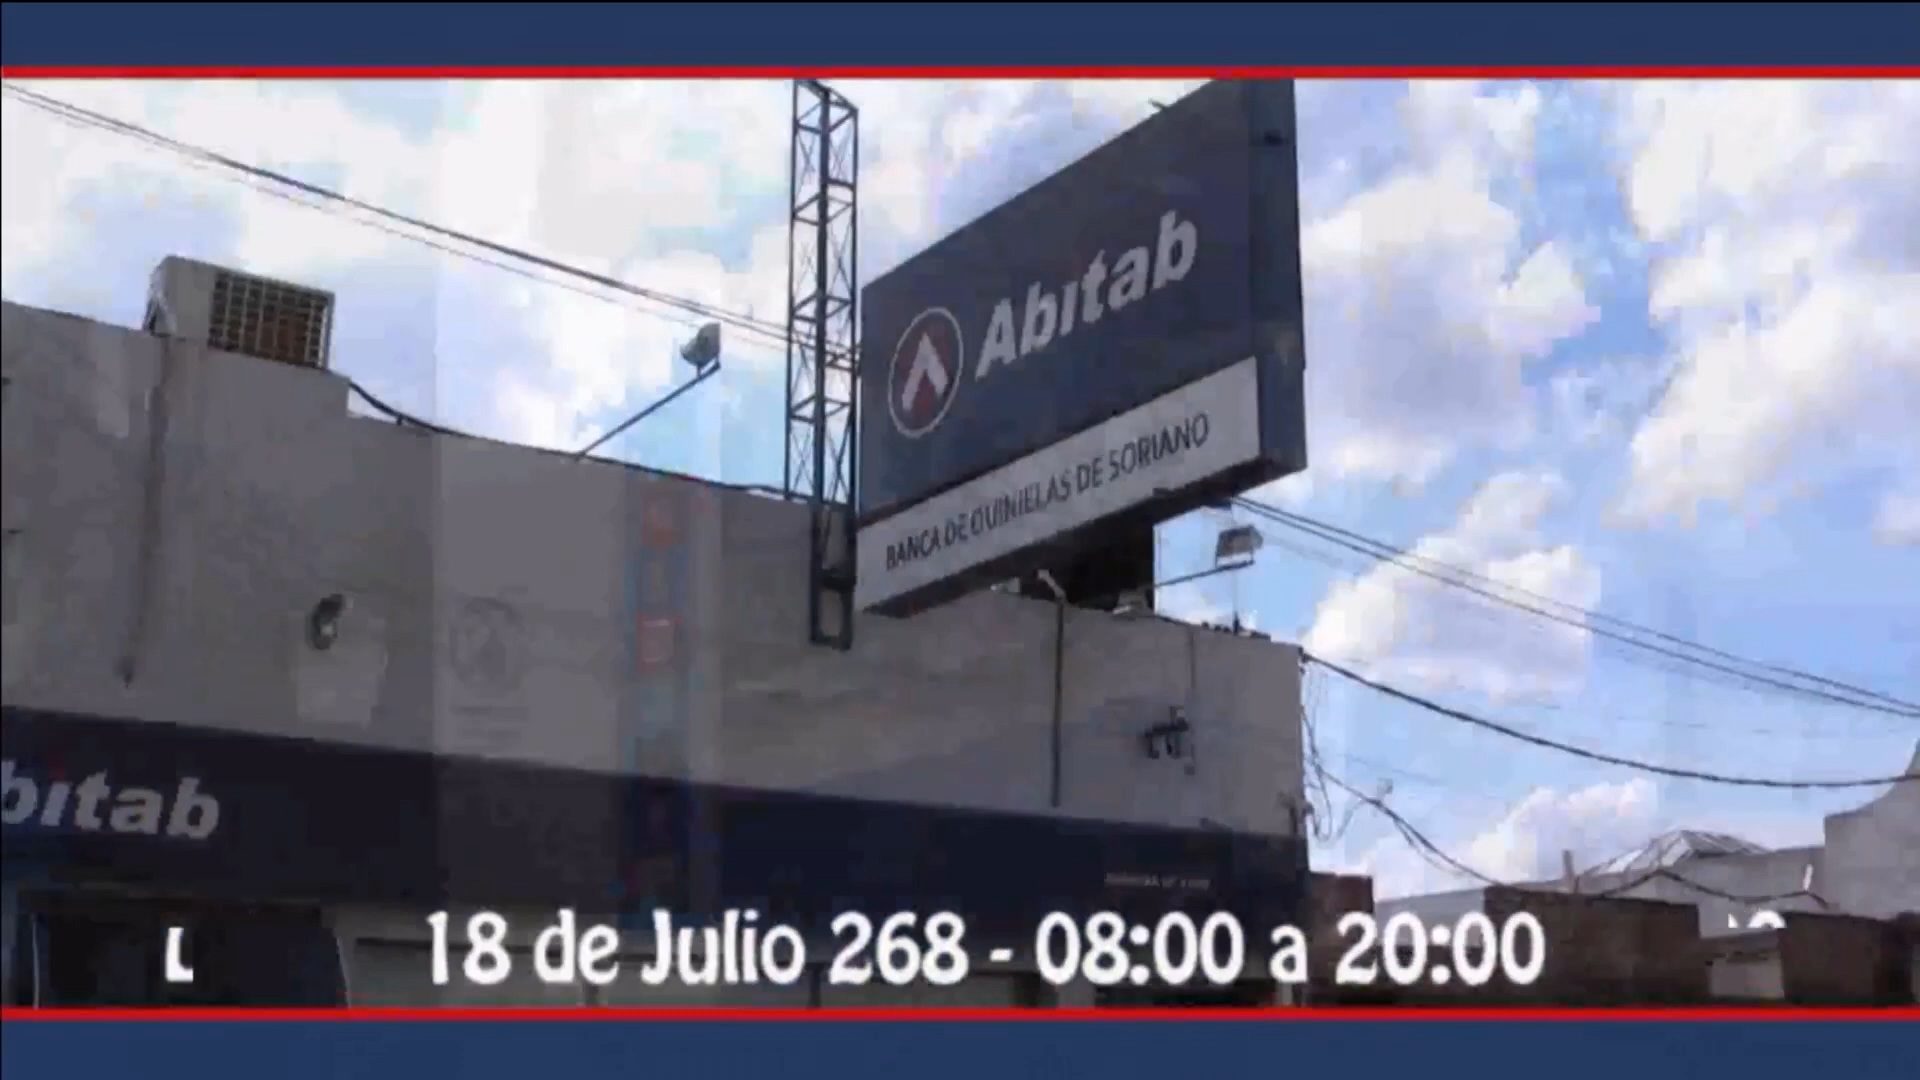 Abitab
BANCA DE QUINIELAS DE SORIANO
bitab
18 de Julio 268 - 08:00 a 20:00